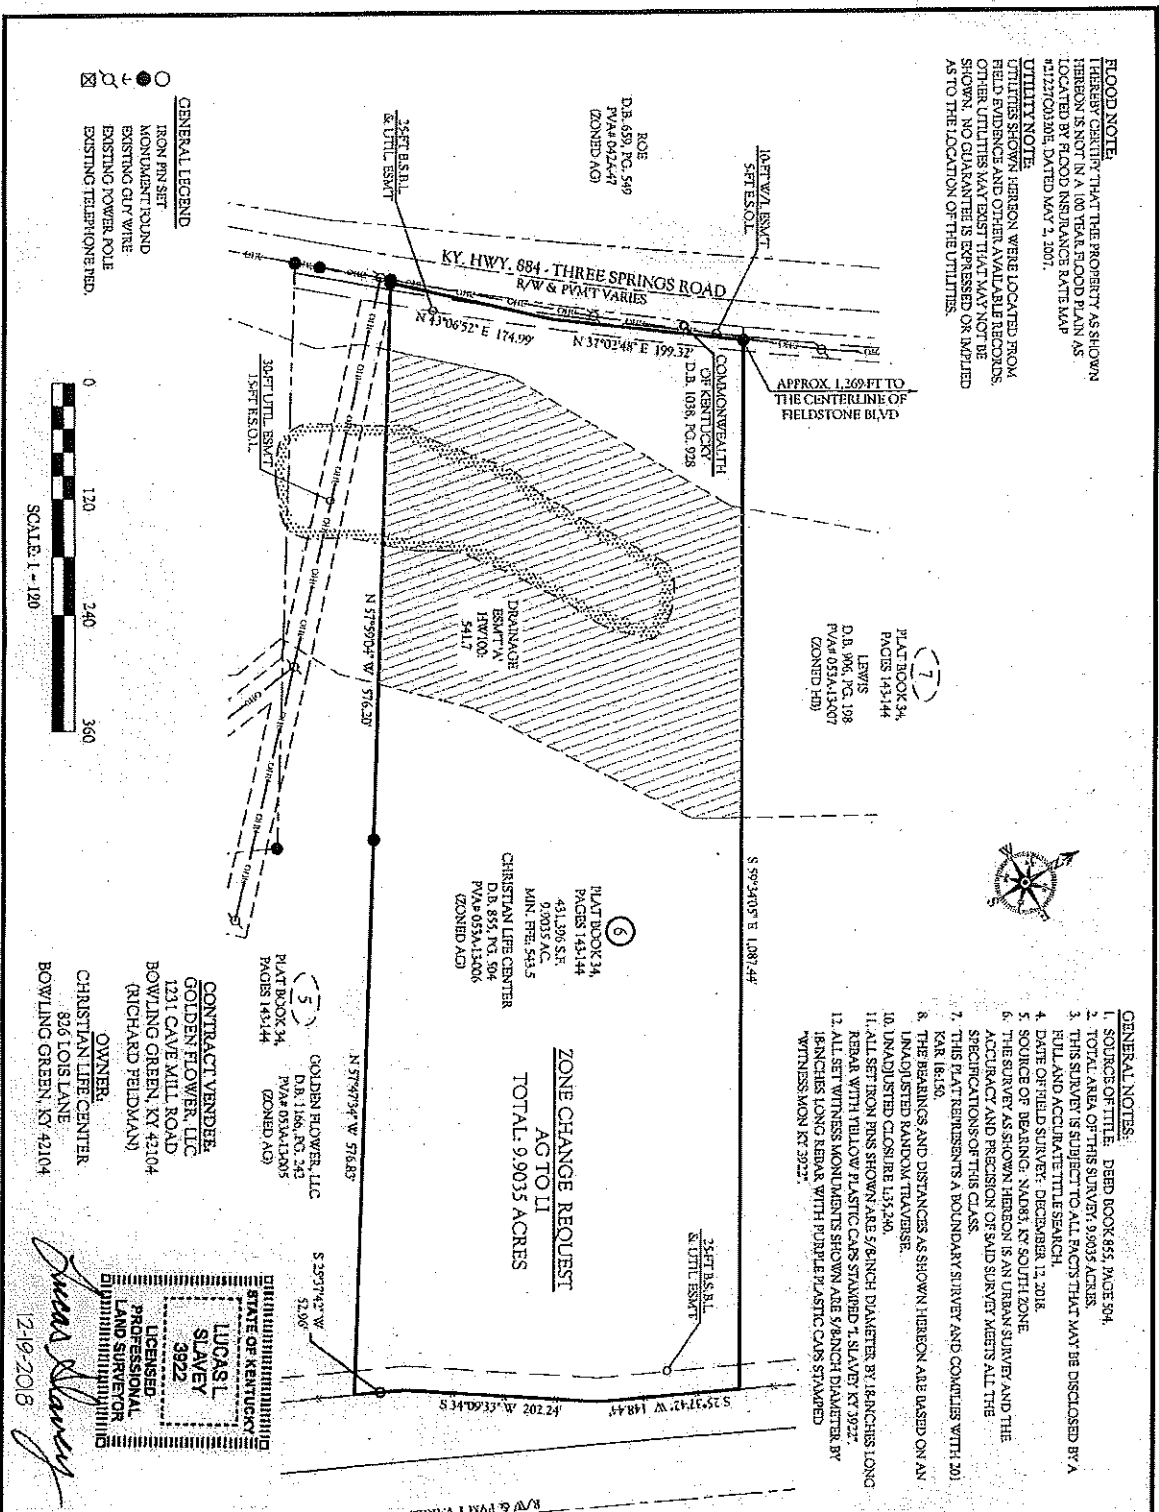 FLOOD NOTE:
I HEREBY CERTIFY THAT THE PROPERTY AS SHOWN
HEREON IS NOT IN A 100 YEAR FLOOD PLAIN AS
LOCATED BY FLOOD INSURANCE RATE MAP
#21227C0320E, DATED MAY 2, 2007.
UTILITY NOTE:
UTILITIES SHOWN HEREON WERE LOCATED FROM
FIELD EVIDENCE AND OTHER AVAILABLE RECORDS.
OTHER UTILITIES MAY EXIST THAT MAY NOT BE
SHOWN. NO GUARANTEE IS EXPRESSED OR IMPLIED
AS TO THE LOCATION OF THE UTILITIES.
GENERAL NOTES:
1. SOURCE OF TITLE: DEED BOOK 855, PAGE 504.
2. TOTAL AREA OF THIS SURVEY: 9.9035 ACRES.
3. THIS SURVEY IS SUBJECT TO ALL FACTS THAT MAY BE DISCLOSED BY A
FULL AND ACCURATE TITLE SEARCH.
4. DATE OF FIELD SURVEY: DECEMBER 12, 2018.
5. SOURCE OF BEARING: NAD83, KY SOUTH ZONE.
6. THE SURVEY AS SHOWN HEREON IS AN URBAN SURVEY AND THE
ACCURACY AND PRECISION OF SAID SURVEY MEETS ALL THE
SPECIFICATIONS OF THIS CLASS.
7. THIS PLAT REPRESENTS A BOUNDARY SURVEY AND COMPLIES WITH 201
KAR 18:150.
8. THE BEARINGS AND DISTANCES AS SHOWN HEREON ARE BASED ON AN
UNADJUSTED RANDOM TRAVERSE.
10. UNADJUSTED CLOSURE 1:35,240.
11. ALL SET IRON PINS SHOWN ARE 5/8-INCH DIAMETER BY 18-INCHES LONG
REBAR WITH YELLOW PLASTIC CAPS STAMPED "L SLAVEY KY 3922".
12. ALL SET WITNESS MONUMENTS SHOWN ARE 5/8-INCH DIAMETER BY
18-INCHES LONG REBAR WITH PURPLE PLASTIC CAPS STAMPED
"WITNESS MON KY 3922".
7
PLAT BOOK 34,
PAGES 143-144
LEWIS
D.B. 906, PG. 198
PVA# 053A-13-007
(ZONED HB)
10-FT W/L ESMT
5-FT E.S.O.L.
ROE
D.B. 659, PG. 549
PVA# 042A-47
(ZONED AG)
25-FT B.S.B.L
& UTIL. ESMT
KY. HWY. 884 - THREE SPRINGS ROAD
R/W & PVMT VARIES
N 43°06'52" E 174.99'
N 37°02'48" E 199.32'
APPROX. 1,269-FT TO
THE CENTERLINE OF
FIELDSTONE BLVD
COMMONWEALTH
OF KENTUCKY
D.B. 1038, PG. 928
30-FT UTIL. ESMT
15-FT E.S.O.L.
DRAINAGE
ESMT 'A'
HW100:
541.7
S 59°34'05" E 1,087.44'
N 57°59'04" W 576.20'
N 57°47'34" W 576.83'
6
PLAT BOOK 34,
PAGES 143-144
431,396 S.F.
9.9035 AC.
MIN. FFE: 543.5
CHRISTIAN LIFE CENTER
D.B. 855, PG. 504
PVA# 053A-13-006
(ZONED AG)
ZONE CHANGE REQUEST
AG TO LI
TOTAL: 9.9035 ACRES
25-FT B.S.B.L
& UTIL. ESMT
S 25°37'42" W 148.44'
S 34°09'33" W 202.24'
S 25°37'42" W
52.90'
5
PLAT BOOK 34,
PAGES 143-144
GOLDEN FLOWER, LLC
D.B. 1166, PG. 242
PVA# 053A-13-005
(ZONED AG)
GENERAL LEGEND
IRON PIN SET
MONUMENT FOUND
EXISTING GUY WIRE
EXISTING POWER POLE
EXISTING TELEPHONE PED.
0 120 240 360
SCALE: 1 - 120
CONTRACT VENDEE:
GOLDEN FLOWER, LLC
1231 CAVE MILL ROAD
BOWLING GREEN, KY 42104
(RICHARD FELDMAN)
OWNER:
CHRISTIAN LIFE CENTER
826 LOIS LANE
BOWLING GREEN, KY 42104
STATE OF KENTUCKY
LUCAS L.
SLAVEY
3922
LICENSED
PROFESSIONAL
LAND SURVEYOR
Lucas Slavey
12-19-2018